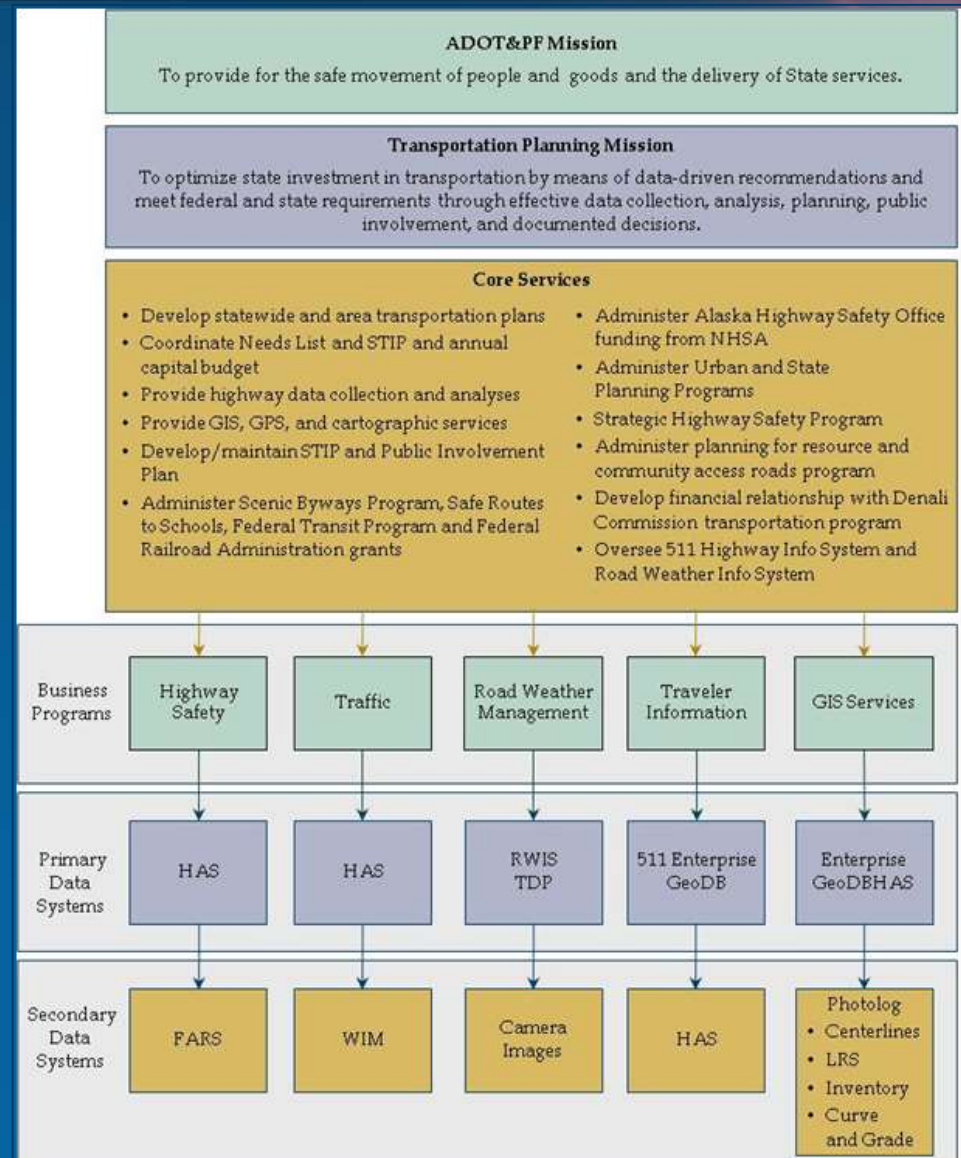 ADOT&PF Mission
To provide for the safe movement of people and goods and the delivery of State services.
Transportation Planning Mission
To optimize state investment in transportation by means of data-driven recommendations and
meet federal and state requirements through effective data collection, analysis, planning, public
involvement, and documented decisions.
Core Services
• Develop statewide and area transportation plans
• Coordinate Needs List and STIP and annual
capital budget
• Provide highway data collection and analyses
• Provide GIS, GPS, and cartographic services
• Develop/maintain STIP and Public Involvement
Plan
• Administer Scenic Byways Program, Safe Routes
to Schools, Federal Transit Program and Federal
Railroad Administration grants
• Administer Alaska Highway Safety Office
funding from NHSA
• Administer Urban and State
Planning Programs
• Strategic Highway Safety Program
• Administer planning for resource and
community access roads program
• Develop financial relationship with Denali
Commission transportation program
• Oversee 511 Highway Info System and
Road Weather Info System
Business
Programs
Highway
Safety
Traffic
Road Weather
Management
Traveler
Information
GIS Services
Primary
Data
Systems
HAS
HAS
RWIS
TDP
511 Enterprise
GeoDB
Enterprise
GeoDBHAS
Secondary
Data
Systems
FARS
WIM
Camera
Images
HAS
Photolog
• Centerlines
• LRS
• Inventory
• Curve
and Grade